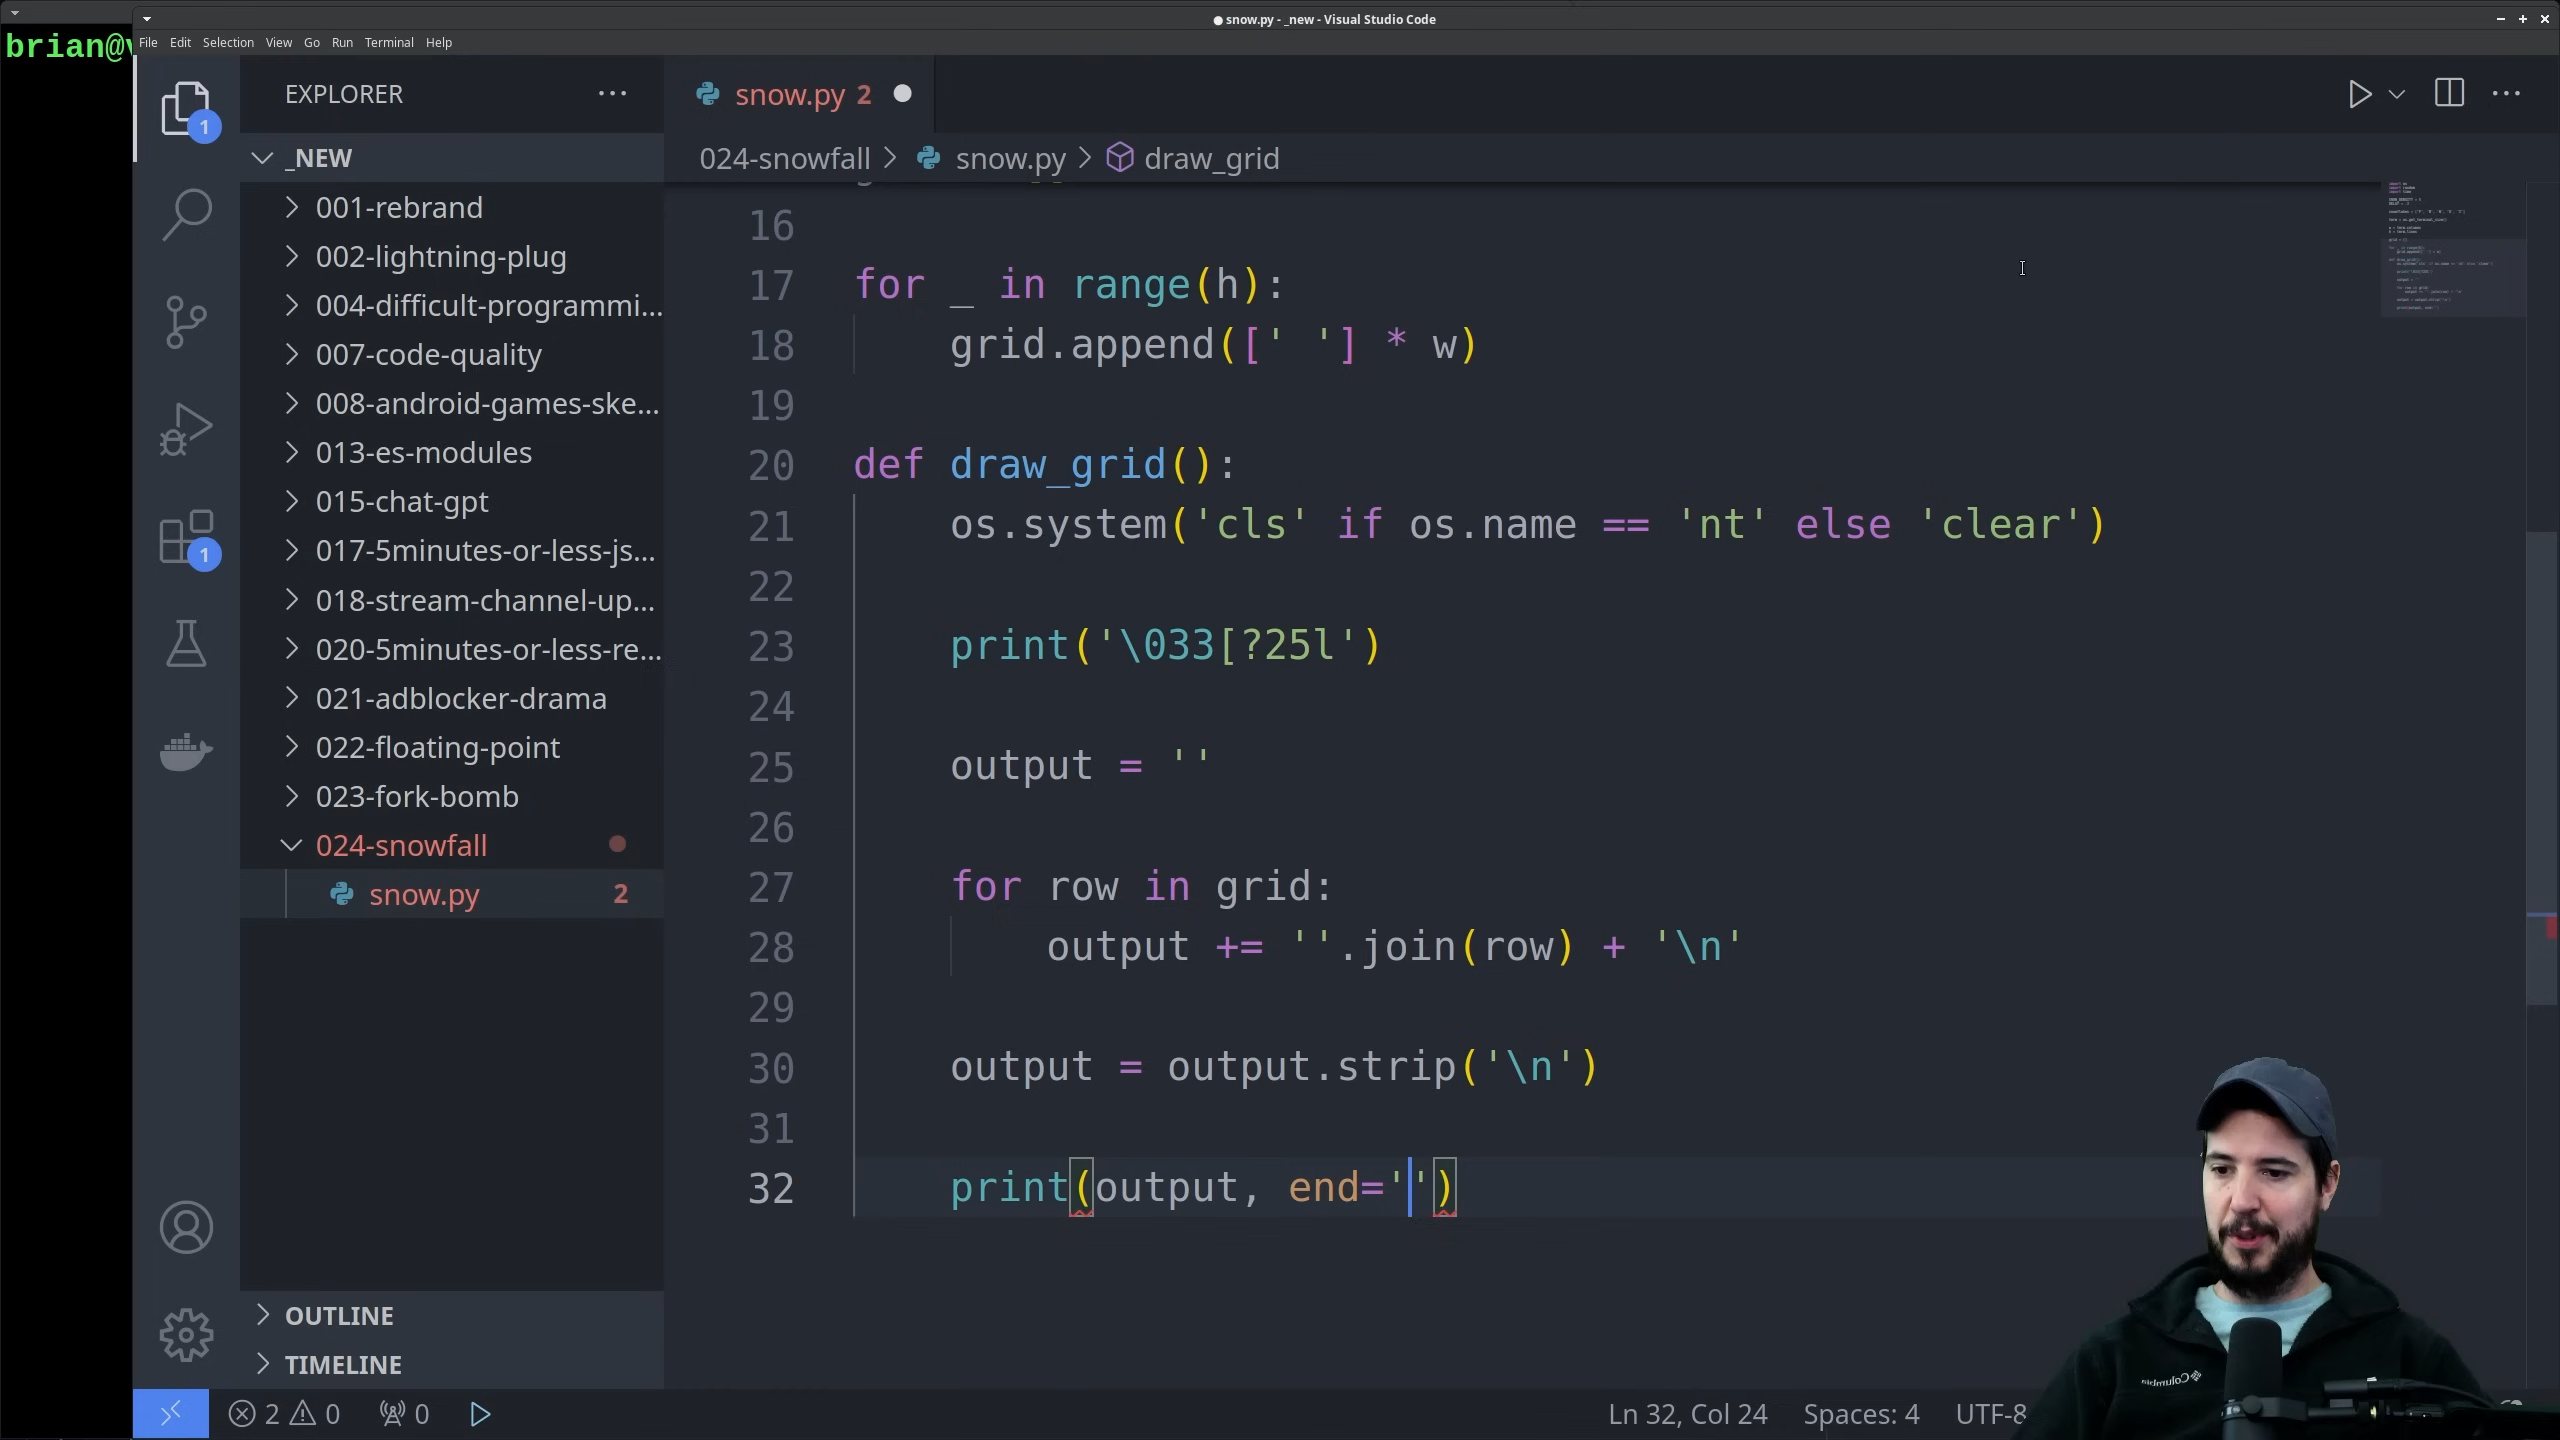 brian@
snow.py - _new - Visual Studio Code
File Edit Selection View Go Run Terminal Help
EXPLORER
snow.py 2
1
_NEW
024-snowfall > snow.py > draw_grid
001-rebrand
002-lightning-plug
004-difficult-programmi...
007-code-quality
008-android-games-ske...
013-es-modules
015-chat-gpt
017-5minutes-or-less-js...
1
018-stream-channel-up...
020-5minutes-or-less-re...
021-adblocker-drama
022-floating-point
023-fork-bomb
024-snowfall
snow.py 2
16
17 for _ in range(h):
18 grid.append([' '] * w)
19
20 def draw_grid():
21 os.system('cls' if os.name == 'nt' else 'clear')
22
23 print('\033[?25l')
24
25 output = ''
26
27 for row in grid:
28 output += ''.join(row) + '\n'
29
30 output = output.strip('\n')
31
32 print(output, end='')
OUTLINE
TIMELINE
2 0 0
Ln 32, Col 24 Spaces: 4 UTF-8
Columbia